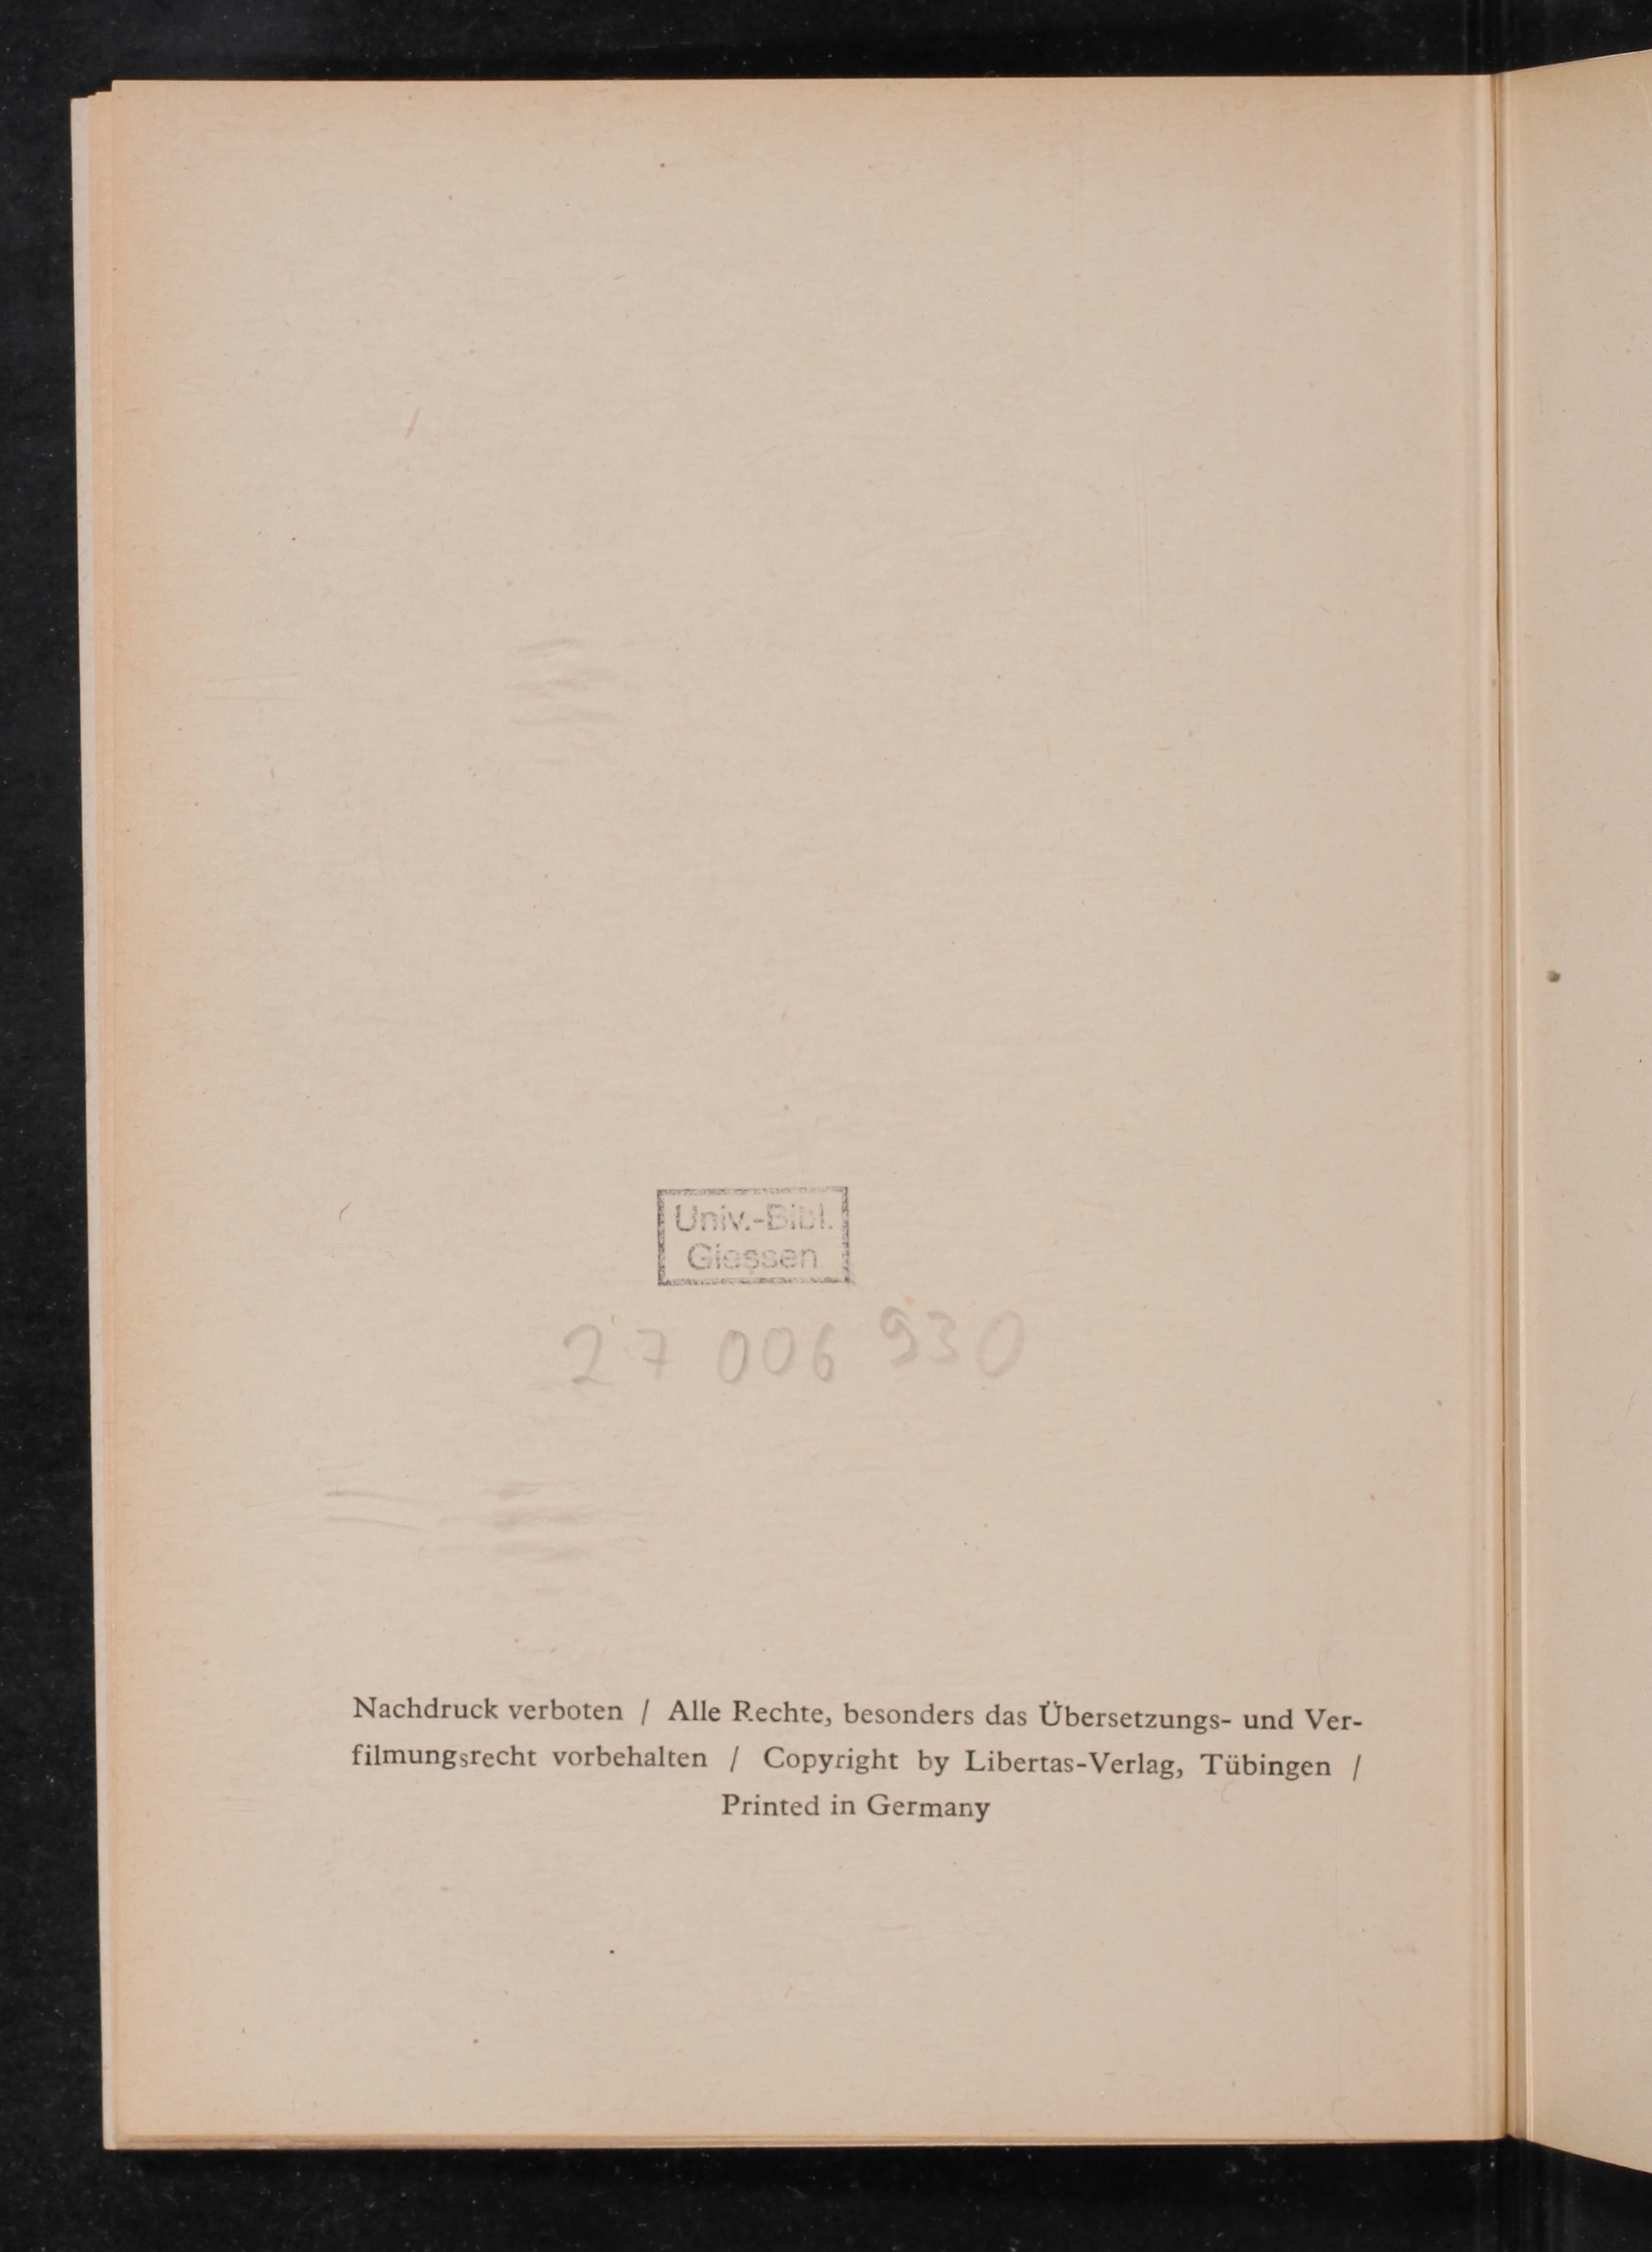 Univ.-Bibl.
Giessen
27 006 930
Nachdruck verboten / Alle Rechte, besonders das Übersetzungs- und Ver-
filmungsrecht vorbehalten / Copyright by Libertas-Verlag, Tübingen /
Printed in Germany